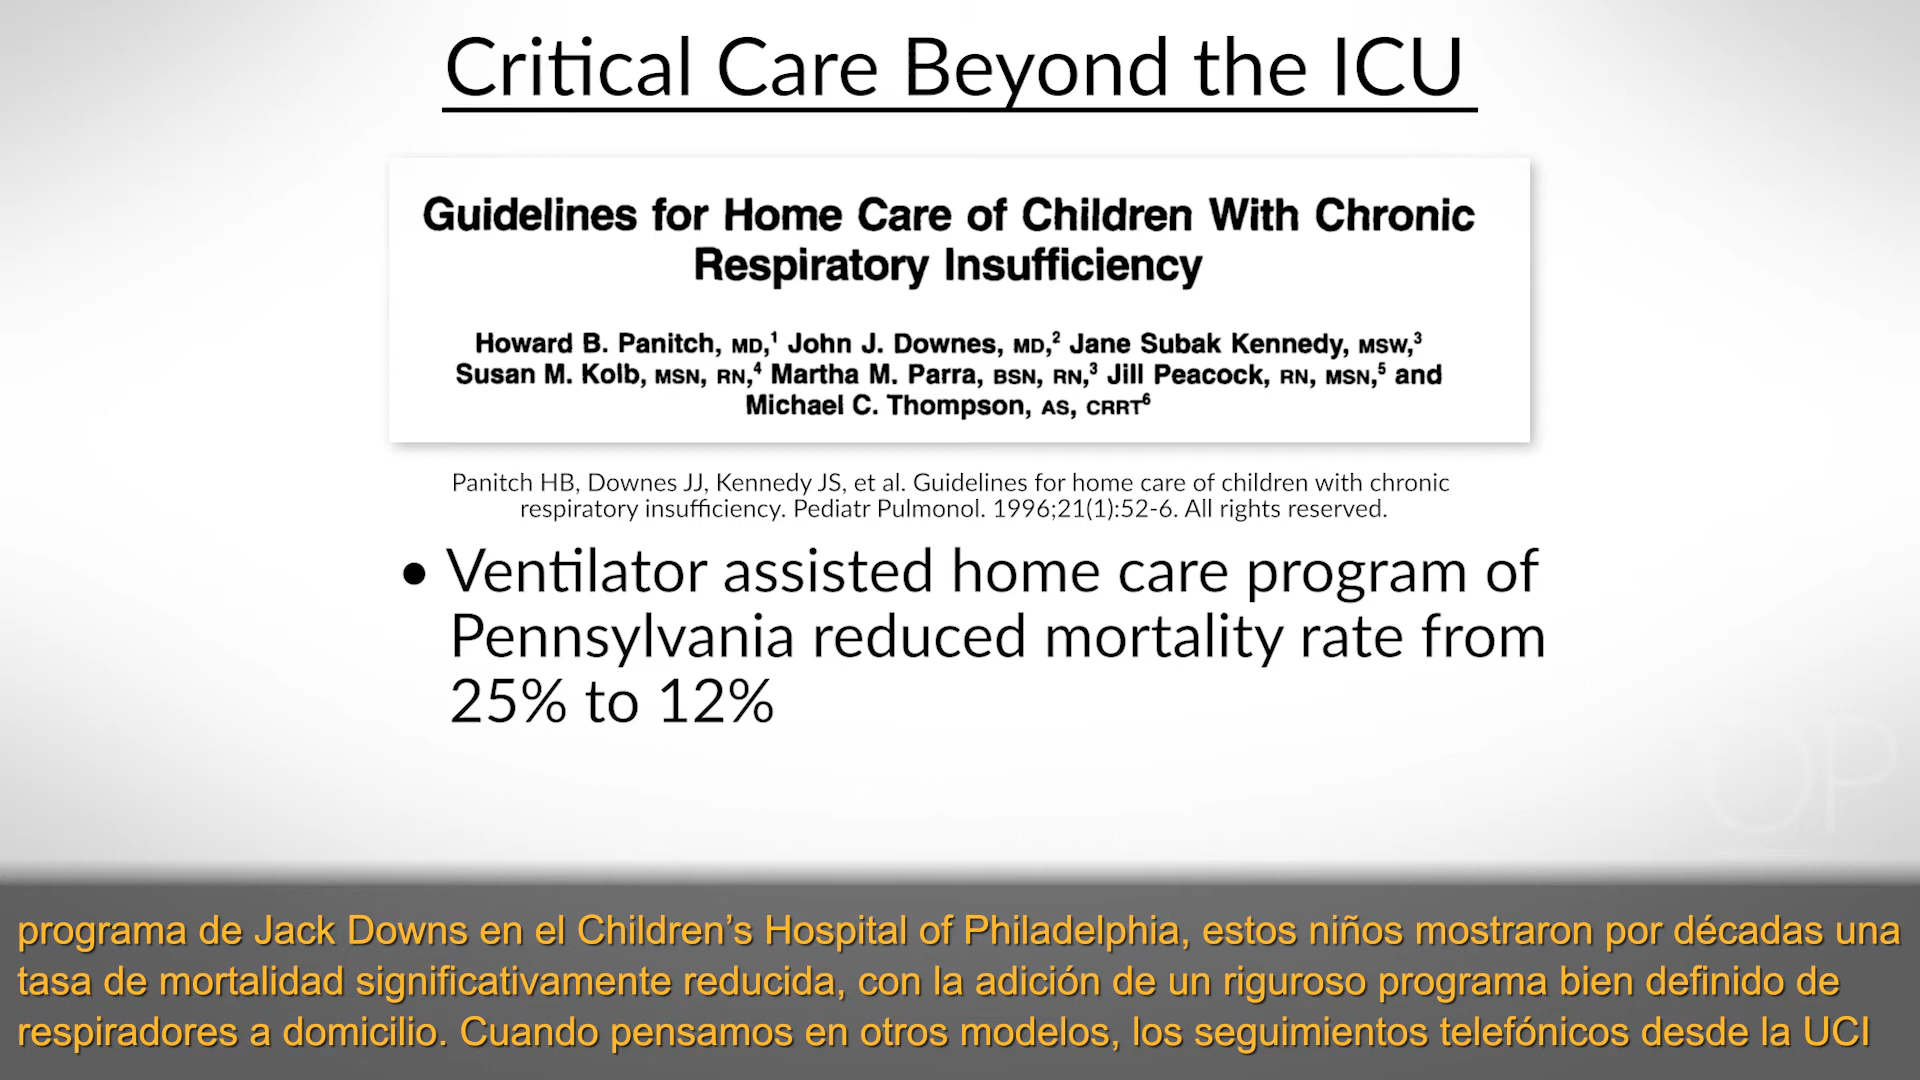 Critical Care Beyond the ICU
Guidelines for Home Care of Children With Chronic
Respiratory Insufficiency
Howard B. Panitch, MD,¹ John J. Downes, MD,² Jane Subak Kennedy, MSW,³
Susan M. Kolb, MSN, RN,⁴ Martha M. Parra, BSN, RN,³ Jill Peacock, RN, MSN,⁵ and
Michael C. Thompson, AS, CRRT⁶
Panitch HB, Downes JJ, Kennedy JS, et al. Guidelines for home care of children with chronic
respiratory insufficiency. Pediatr Pulmonol. 1996;21(1):52-6. All rights reserved.
• Ventilator assisted home care program of
Pennsylvania reduced mortality rate from
25% to 12%
OP
programa de Jack Downs en el Children’s Hospital of Philadelphia, estos niños mostraron por décadas una
tasa de mortalidad significativamente reducida, con la adición de un riguroso programa bien definido de
respiradores a domicilio. Cuando pensamos en otros modelos, los seguimientos telefónicos desde la UCI